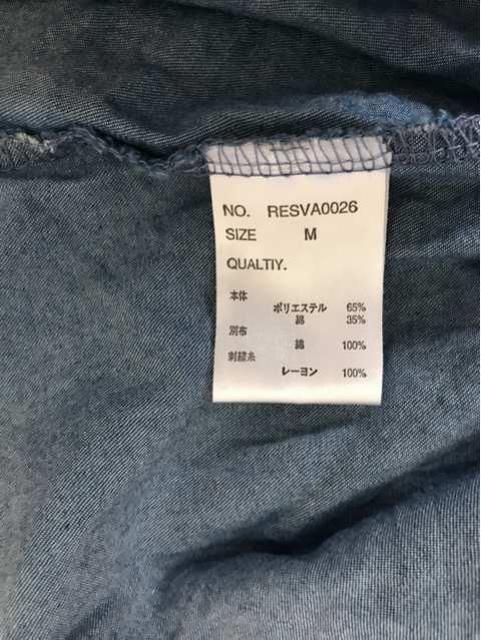 NO. RESVA0026
SIZE M
QUALTIY.
本体
ポリエステル 65%
綿 35%
別布
綿 100%
刺繍糸
レーヨン 100%